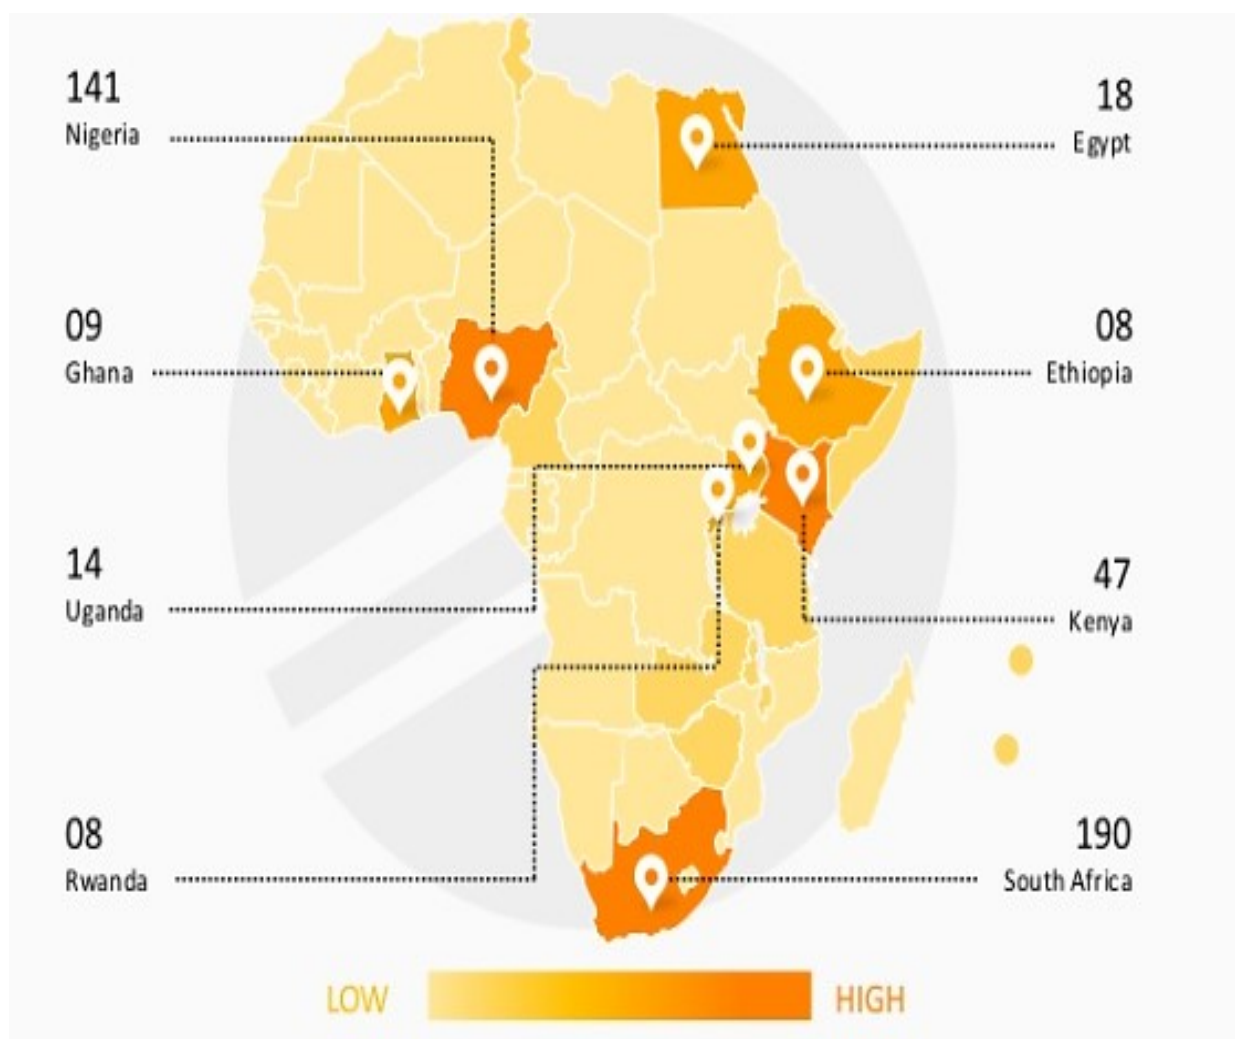 141
Nigeria
18
Egypt
09
Ghana
08
Ethiopia
14
Uganda
47
Kenya
08
Rwanda
190
South Africa
LOW
HIGH